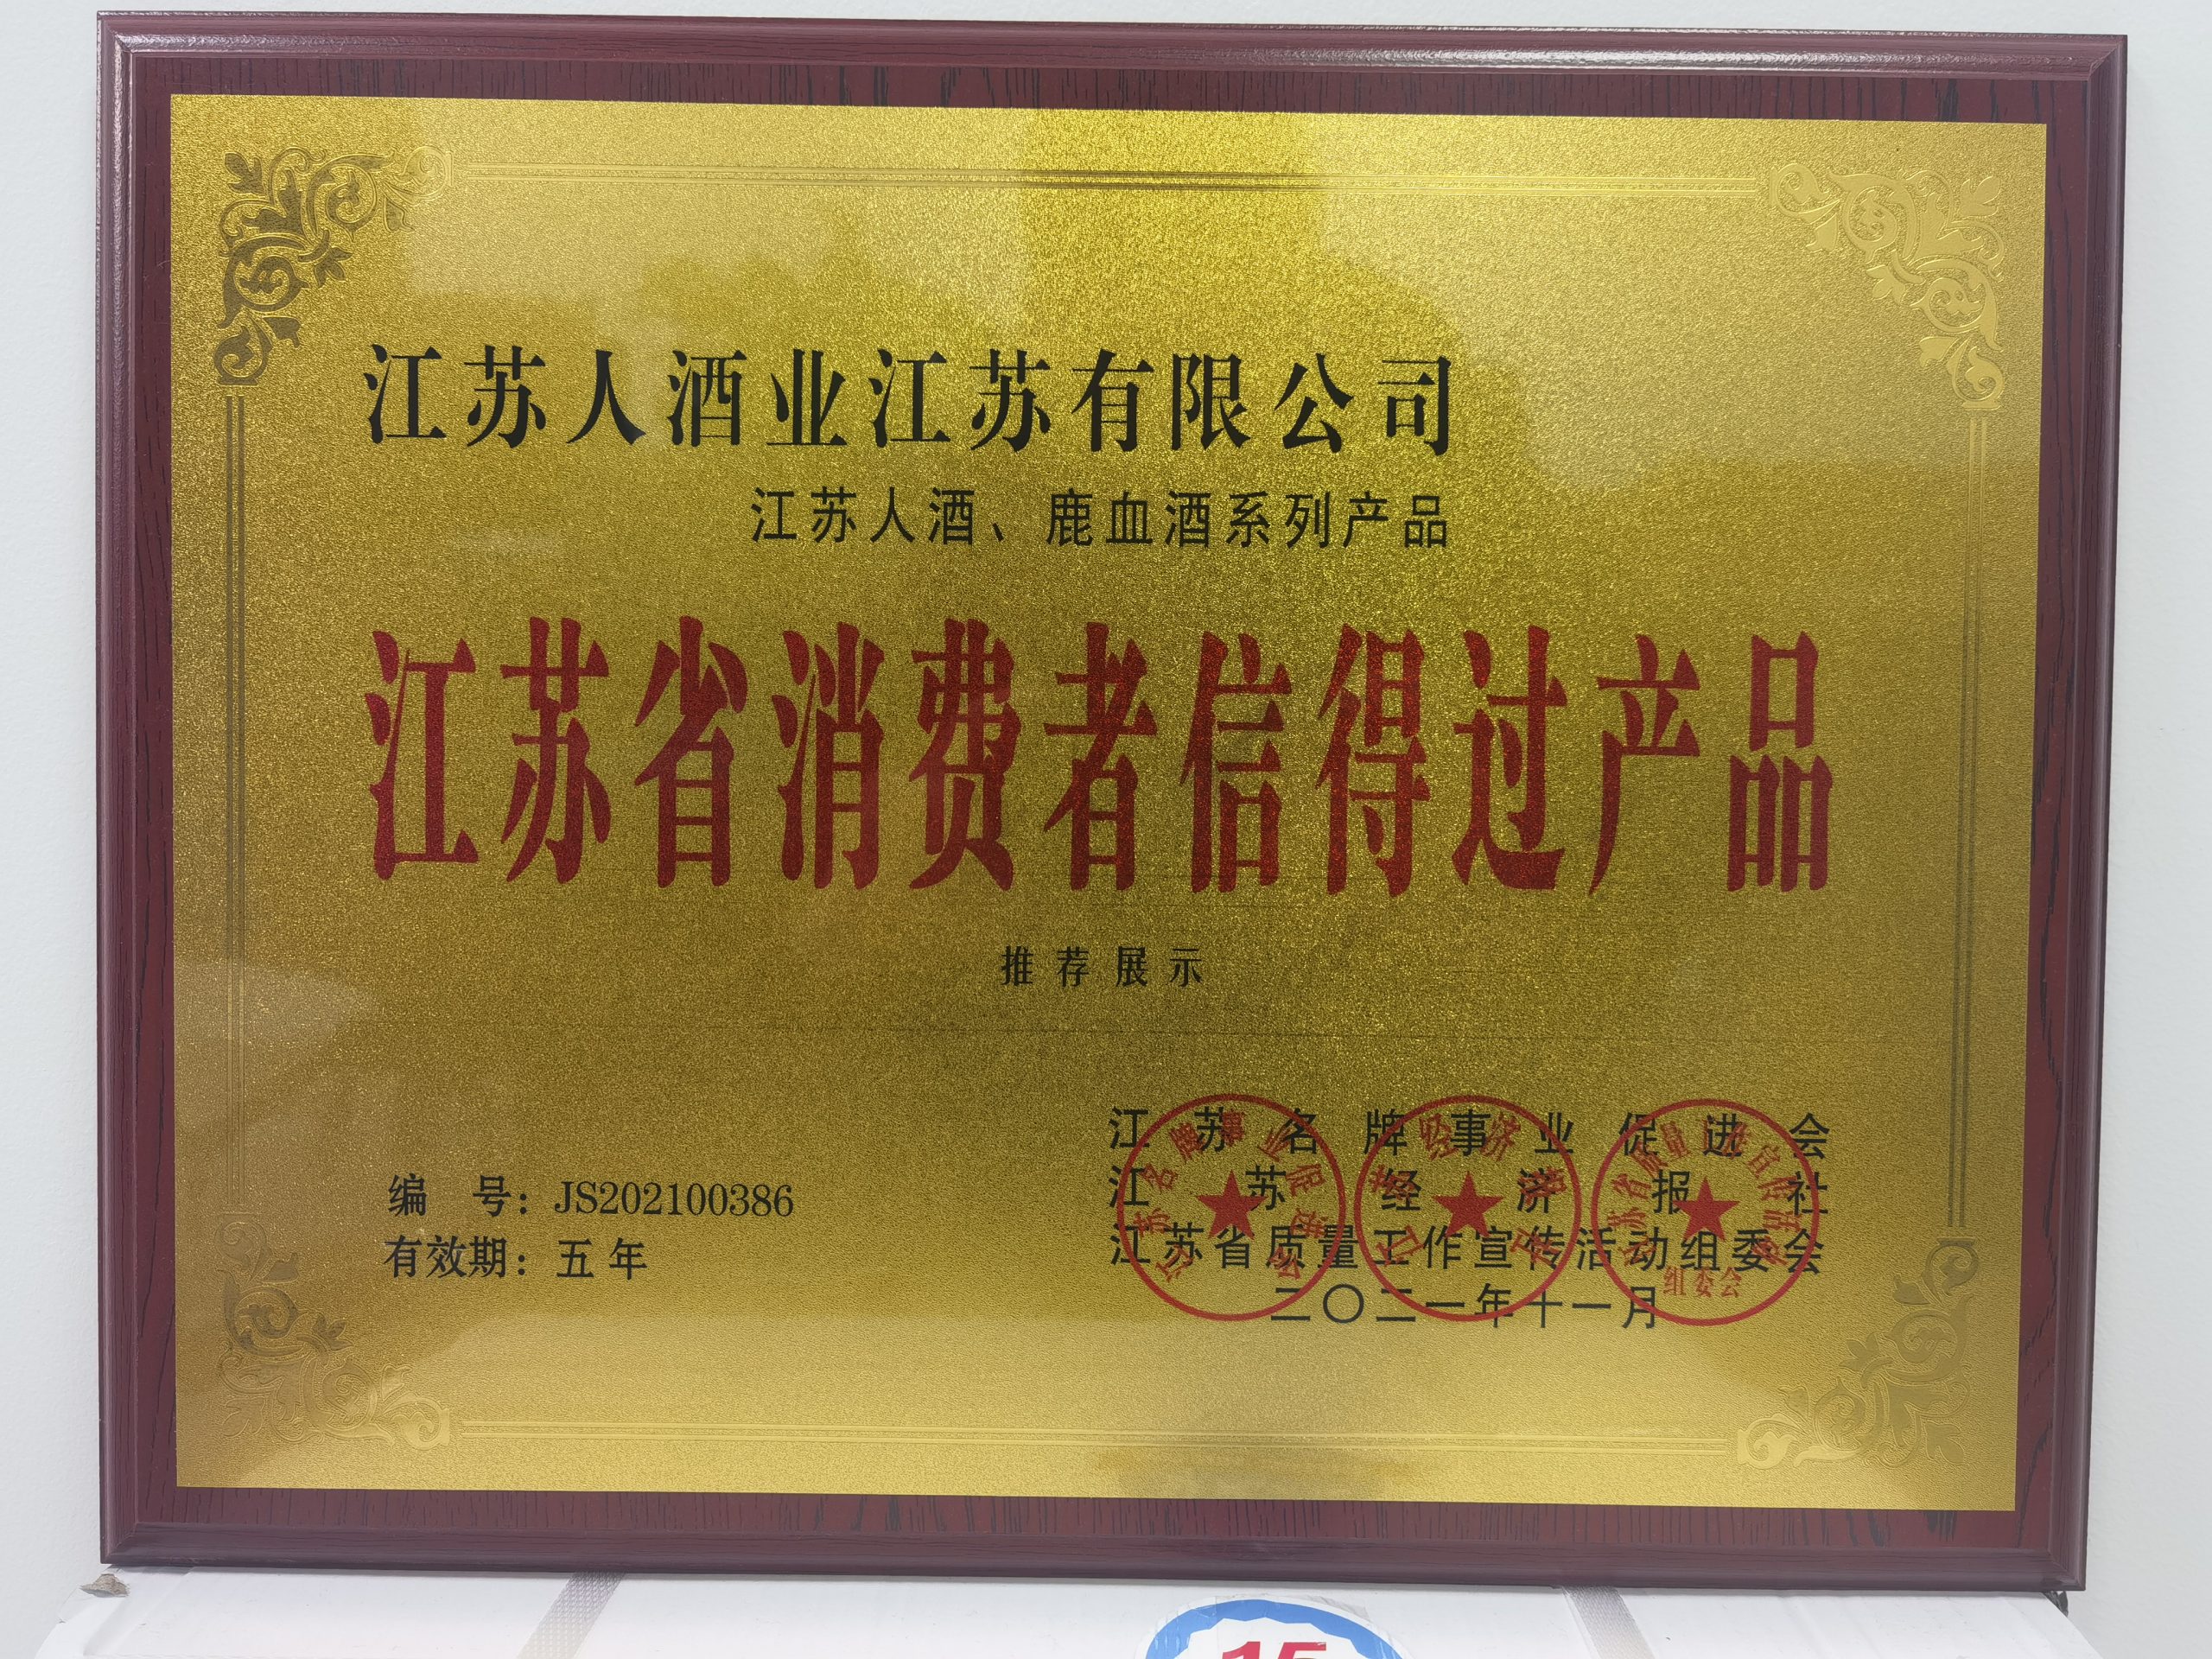 江苏人酒业江苏有限公司
江苏人酒、鹿血酒系列产品
江苏省消费者信得过产品
推荐展示
编 号：JS202100386
有效期：五年
江苏名牌事业促进会
江苏经济报社
江苏省质量工作宣传活动组委会
二〇二一年十一月
组委会
15